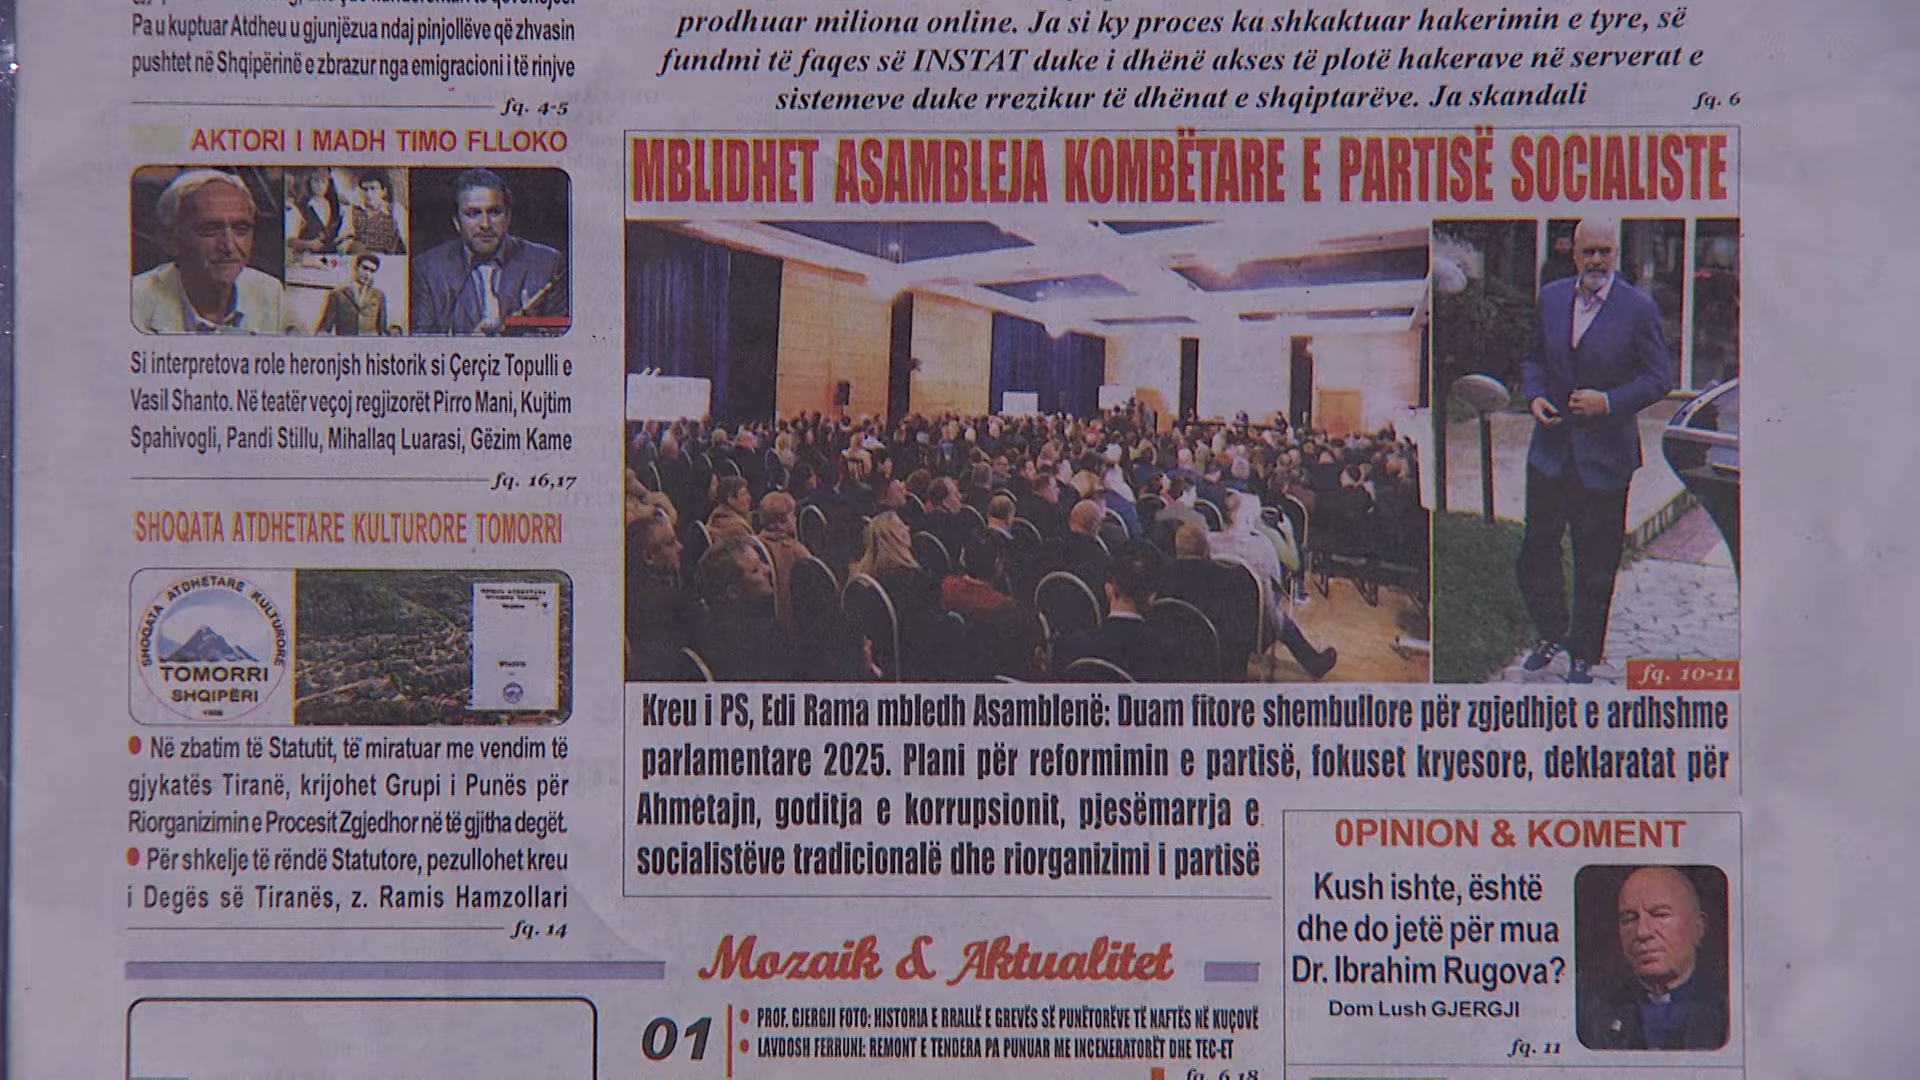 Pa u kuptuar Atdheu u gjunjëzua ndaj pinjollëve që zhvasin
pushtet në Shqipërinë e zbrazur nga emigracioni i të rinjve
fq. 4-5
AKTORI I MADH TIMO FLLOKO
Si interpretova role heronjsh historik si Çerçiz Topulli e
Vasil Shanto. Në teatër veçoj regjizorët Pirro Mani, Kujtim
Spahivogli, Pandi Stillu, Mihallaq Luarasi, Gëzim Kame
fq. 16,17
SHOQATA ATDHETARE KULTURORE TOMORRI
SHOQATA ATDHETARE KULTURORE
TOMORRI
SHQIPËRI
Në zbatim të Statutit, të miratuar me vendim të
gjykatës Tiranë, krijohet Grupi i Punës për
Riorganizimin e Procesit Zgjedhor në të gjitha degët.
Për shkelje të rëndë Statutore, pezullohet kreu
i Degës së Tiranës, z. Ramis Hamzollari
fq. 14
prodhuar miliona online. Ja si ky proces ka shkaktuar hakerimin e tyre, së
fundmi të faqes së INSTAT duke i dhënë akses të plotë hakerave në serverat e
sistemeve duke rrezikur të dhënat e shqiptarëve. Ja skandali
fq. 6
MBLIDHET ASAMBLEJA KOMBËTARE E PARTISË SOCIALISTE
fq. 10-11
Kreu i PS, Edi Rama mbledh Asamblenë: Duam fitore shembullore për zgjedhjet e ardhshme
parlamentare 2025. Plani për reformimin e partisë, fokuset kryesore, deklaratat për
Ahmetajn, goditja e korrupsionit, pjesëmarrja e
socialistëve tradicionalë dhe riorganizimi i partisë
0PINION & KOMENT
Kush ishte, është
dhe do jetë për mua
Dr. Ibrahim Rugova?
Dom Lush GJERGJI
fq. 11
Mozaik & Aktualitet
01
PROF. GJERGJI FOTO: HISTORIA E RRALLË E GREVËS SË PUNËTORËVE TË NAFTËS NË KUÇOVË
LAVDOSH FERRUNI: REMONT E TENDERA PA PUNUAR ME INCENERATORËT DHE TEC-ET
fq. 6,18